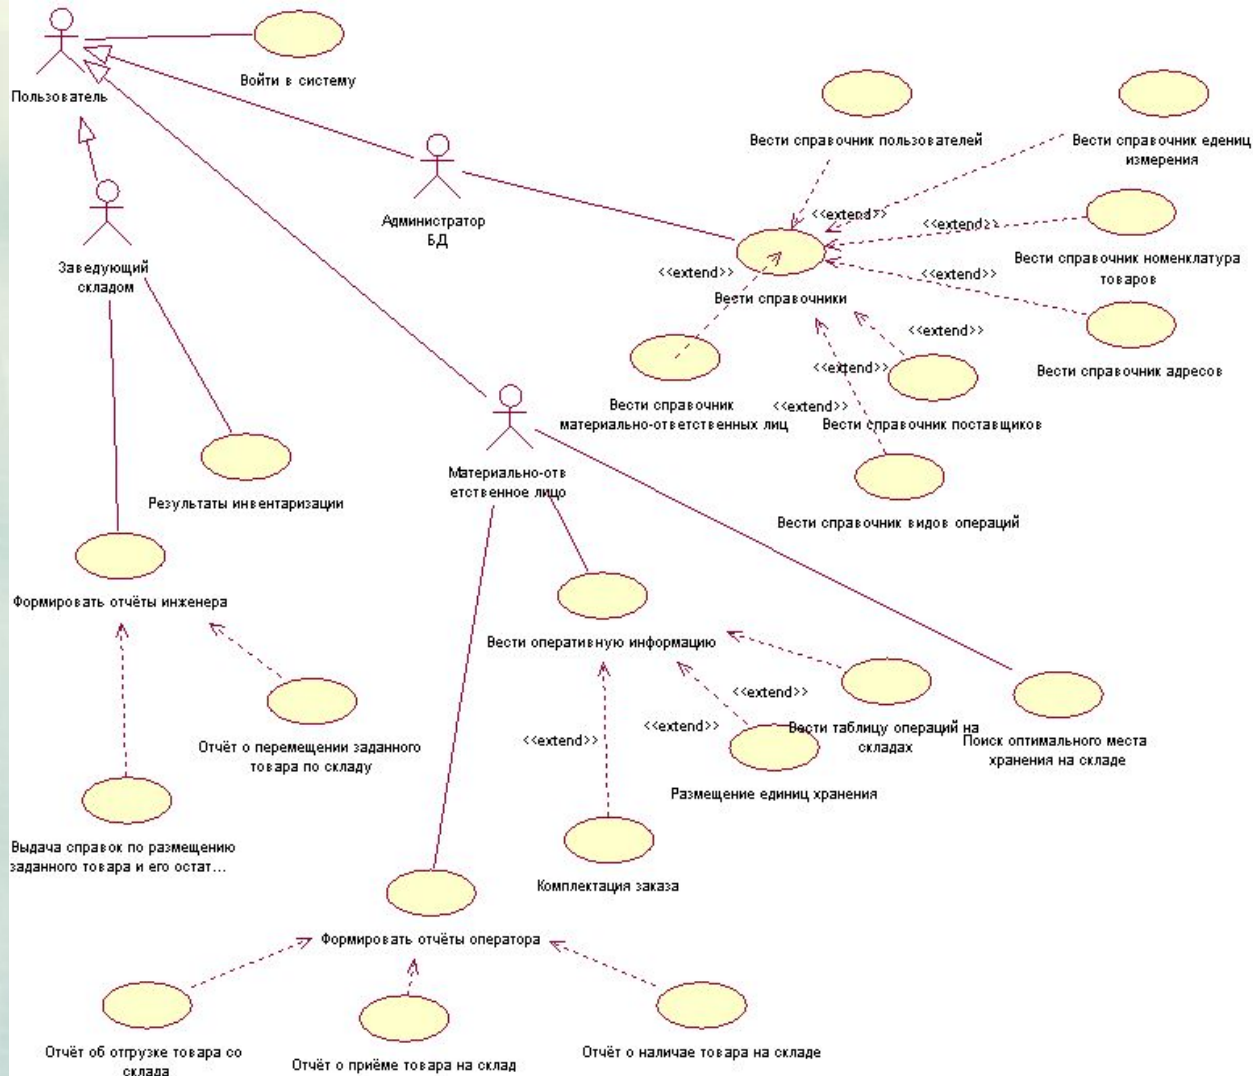 Войти в систему
Пользователь
Вести справочник пользователей
Вести справочник едениц
измерения
Администратор
БД
<<extend>>
<<extend>>
Заведующий
складом
<<extend>>
<<extend>>
Вести справочник номенклатура
товаров
Вести справочники
<<extend>>
<<extend>>
Вести справочник адресов
Вести справочник
материально-ответственных лиц
<<extend>>
Вести справочник поставщиков
Материально-отв
етственное лицо
Результаты инвентаризации
Вести справочник видов операций
Формировать отчёты инженера
Вести оперативную информацию
<<extend>>
<<extend>>
<<extend>>
Вести таблицу операций на
складах
Поиск оптимального места
хранения на складе
Отчёт о перемещении заданного
товара по складу
Размещение единиц хранения
Выдача справок по размещению
заданного товара и его остат...
Комплектация заказа
Формировать отчёты оператора
Отчёт об отгрузке товара со
склада
Отчёт о приёме товара на склад
Отчёт о наличае товара на складе